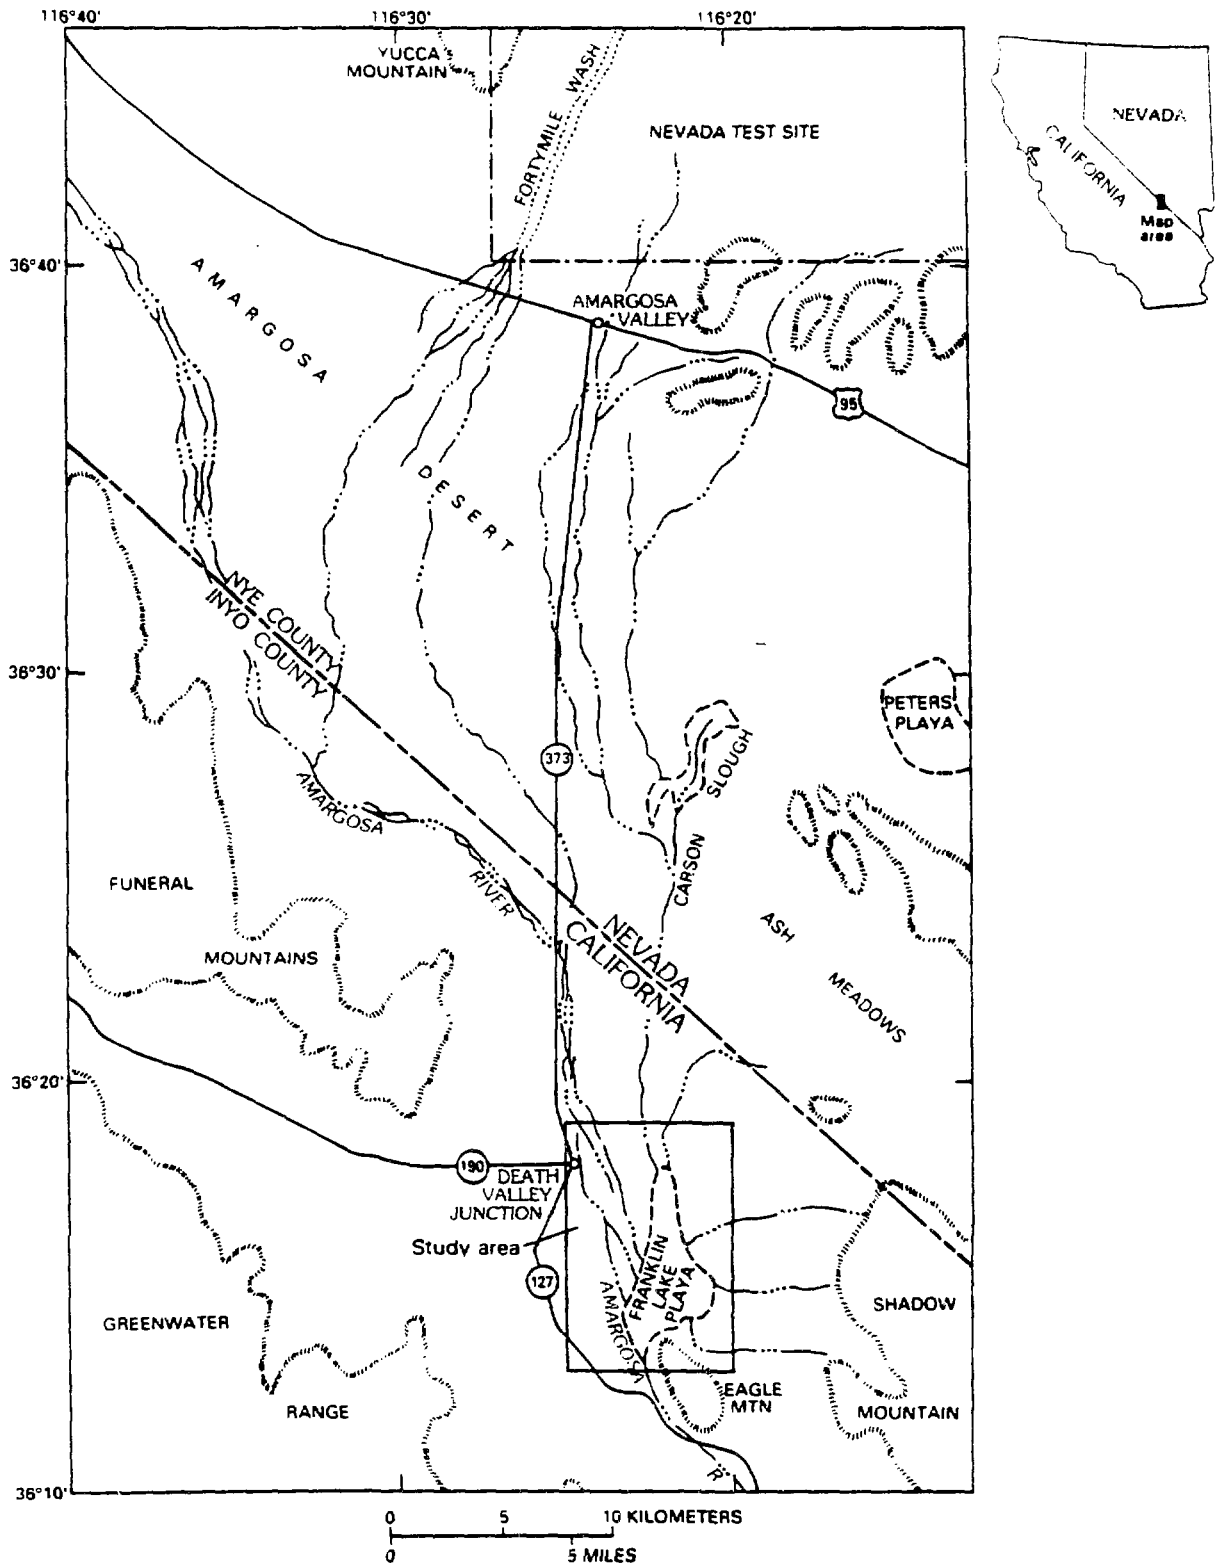 116°40'
116°30'
116°20'
YUCCA
MOUNTAIN
FORTYMILE WASH
NEVADA TEST SITE
NEVADA
CALIFORNIA
Map
area
36°40'
AMARGOSA
AMARGOSA
VALLEY
95
DESERT
NYE COUNTY
INYO COUNTY
36°30'
PETERS
PLAYA
373
SLOUGH
AMARGOSA
CARSON
FUNERAL
RIVER
ASH
NEVADA
CALIFORNIA
MOUNTAINS
MEADOWS
36°20'
190
DEATH
VALLEY
JUNCTION
Study area
127
FRANKLIN
LAKE
PLAYA
AMARGOSA
SHADOW
GREENWATER
EAGLE
MTN
RANGE
MOUNTAIN
R
36°10'
0 5 10 KILOMETERS
0 5 MILES